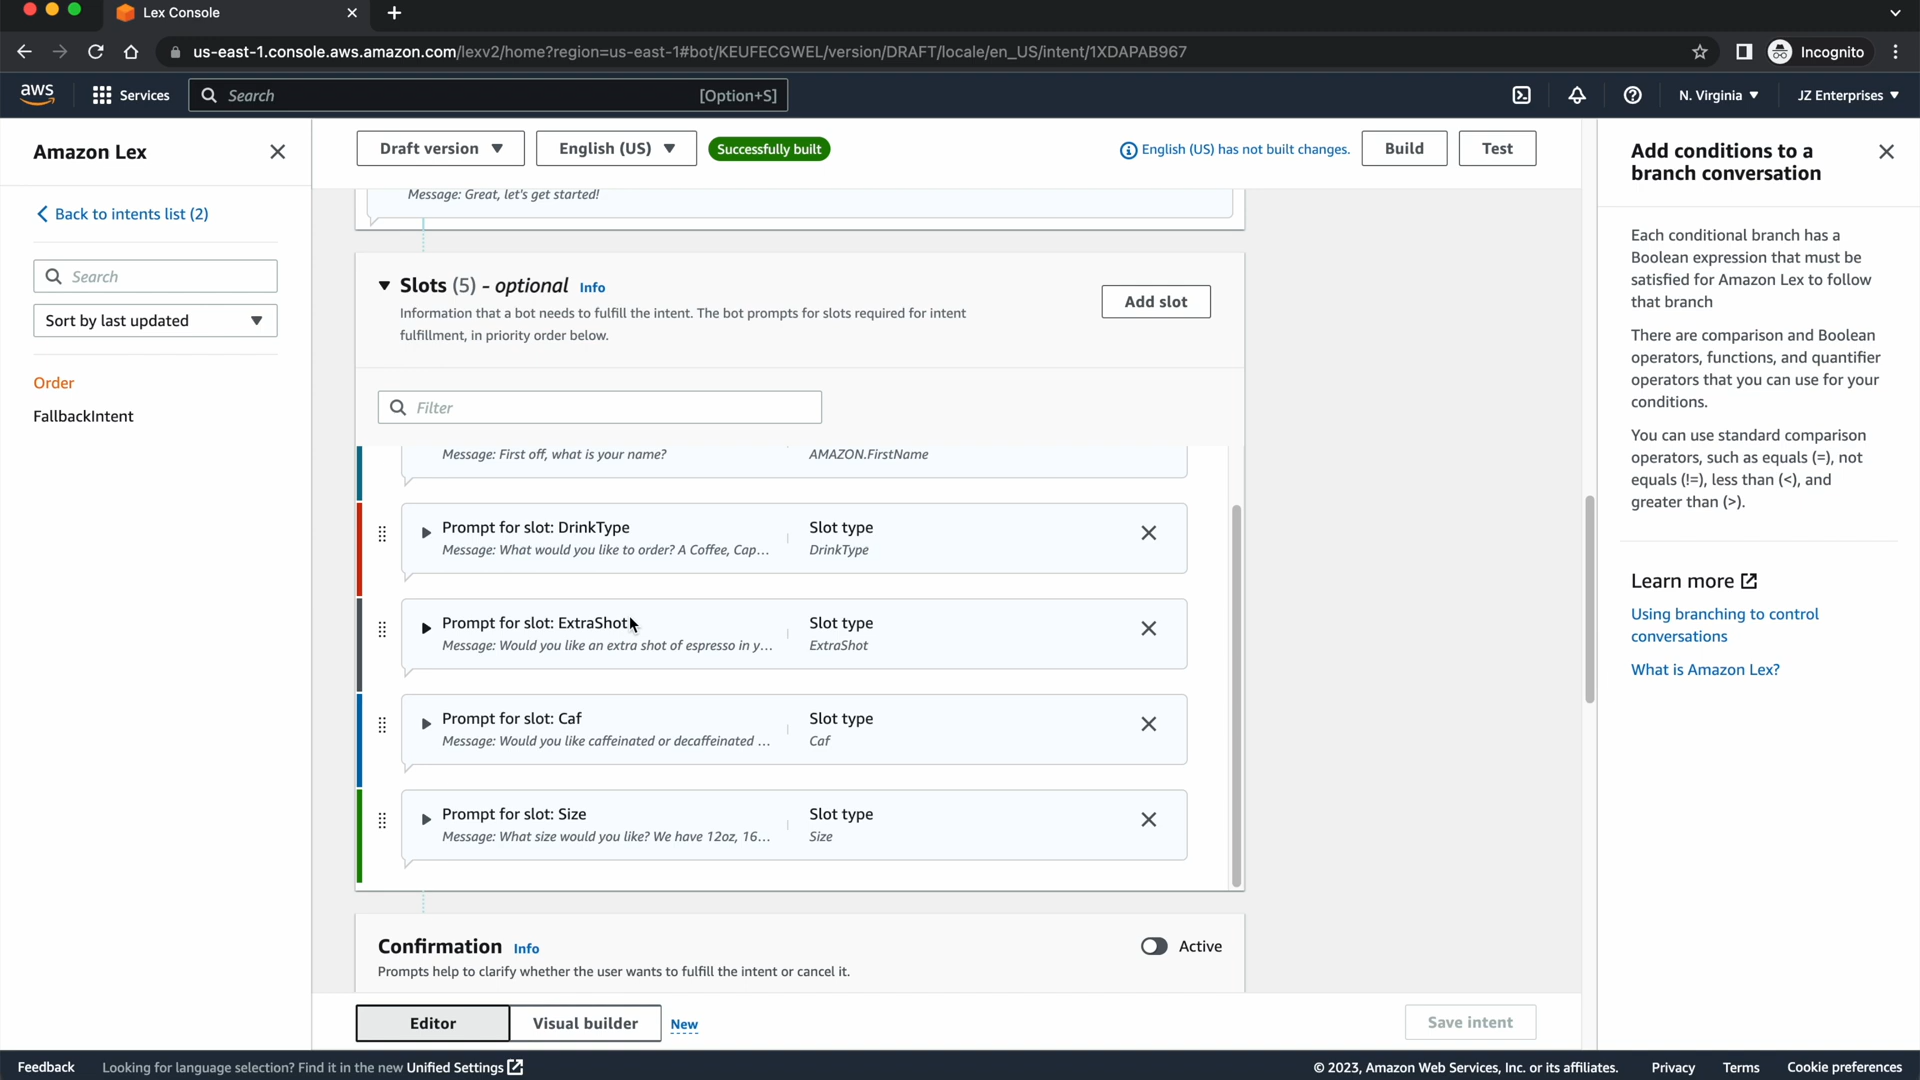 Lex Console
us-east-1.console.aws.amazon.com/lexv2/home?region=us-east-1#bot/KEUFECGWEL/version/DRAFT/locale/en_US/intent/1XDAPAB967
Incognito
aws
Services
Search
[Option+S]
N. Virginia
JZ Enterprises
Amazon Lex
Back to intents list (2)
Search
Sort by last updated
Order
FallbackIntent
Draft version
English (US)
Successfully built
English (US) has not built changes.
Build
Test
Message: Great, let's get started!
Slots (5) - optional Info
Information that a bot needs to fulfill the intent. The bot prompts for slots required for intent
fulfillment, in priority order below.
Add slot
Filter
Message: First off, what is your name?
AMAZON.FirstName
Prompt for slot: DrinkType
Message: What would you like to order? A Coffee, Cap...
Slot type
DrinkType
Prompt for slot: ExtraShot
Message: Would you like an extra shot of espresso in y...
Slot type
ExtraShot
Prompt for slot: Caf
Message: Would you like caffeinated or decaffeinated ...
Slot type
Caf
Prompt for slot: Size
Message: What size would you like? We have 12oz, 16...
Slot type
Size
Confirmation Info
Prompts help to clarify whether the user wants to fulfill the intent or cancel it.
Active
Editor
Visual builder
New
Save intent
Add conditions to a
branch conversation
Each conditional branch has a
Boolean expression that must be
satisfied for Amazon Lex to follow
that branch
There are comparison and Boolean
operators, functions, and quantifier
operators that you can use for your
conditions.
You can use standard comparison
operators, such as equals (=), not
equals (!=), less than (<), and
greater than (>).
Learn more
Using branching to control
conversations
What is Amazon Lex?
Feedback
Looking for language selection? Find it in the new Unified Settings
© 2023, Amazon Web Services, Inc. or its affiliates.
Privacy
Terms
Cookie preferences